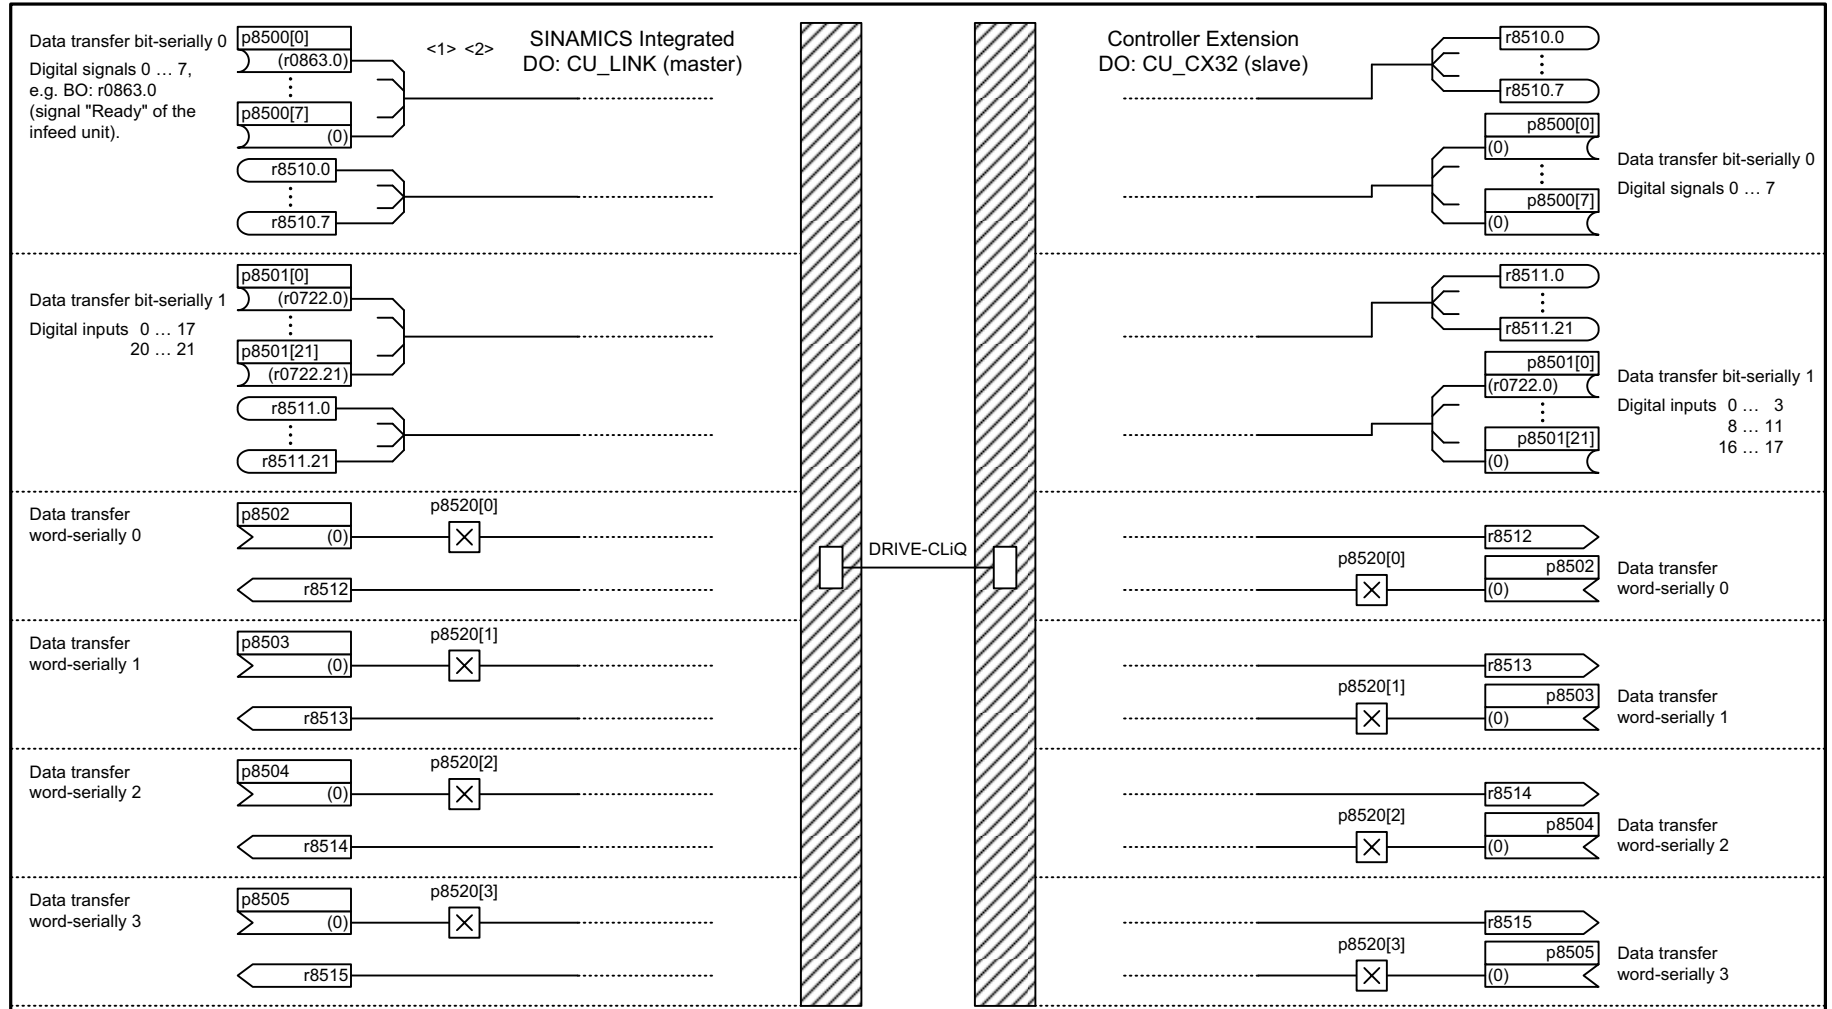 SINAMICS Integrated
DO: CU_LINK (master)
<1> <2>
Data transfer bit-serially 0
Digital signals 0 … 7,
e.g. BO: r0863.0
(signal "Ready" of the
infeed unit).
p8500[0]
(r0863.0)
p8500[7]
(0)
r8510.0
r8510.7
Data transfer bit-serially 1
Digital inputs 0 … 17
20 … 21
p8501[0]
(r0722.0)
p8501[21]
(r0722.21)
r8511.0
r8511.21
Data transfer
word-serially 0
p8502
(0)
p8520[0]
r8512
Data transfer
word-serially 1
p8503
(0)
p8520[1]
r8513
Data transfer
word-serially 2
p8504
(0)
p8520[2]
r8514
Data transfer
word-serially 3
p8505
(0)
p8520[3]
r8515
DRIVE-CLiQ
Controller Extension
DO: CU_CX32 (slave)
r8510.0
r8510.7
p8500[0]
(0)
p8500[7]
(0)
Data transfer bit-serially 0
Digital signals 0 … 7
r8511.0
r8511.21
p8501[0]
(r0722.0)
p8501[21]
(0)
Data transfer bit-serially 1
Digital inputs 0 … 3
8 … 11
16 … 17
r8512
p8520[0]
p8502
(0)
Data transfer
word-serially 0
r8513
p8520[1]
p8503
(0)
Data transfer
word-serially 1
r8514
p8520[2]
p8504
(0)
Data transfer
word-serially 2
r8515
p8520[3]
p8505
(0)
Data transfer
word-serially 3